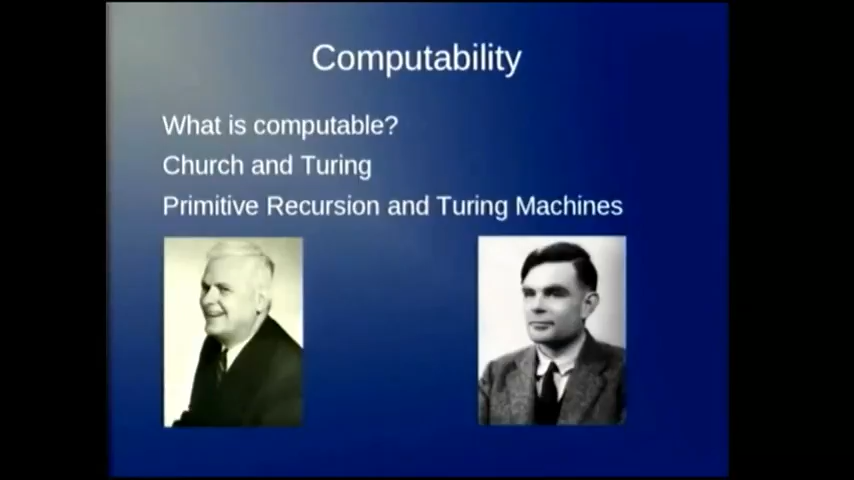 Computability
What is computable?
Church and Turing
Primitive Recursion and Turing Machines